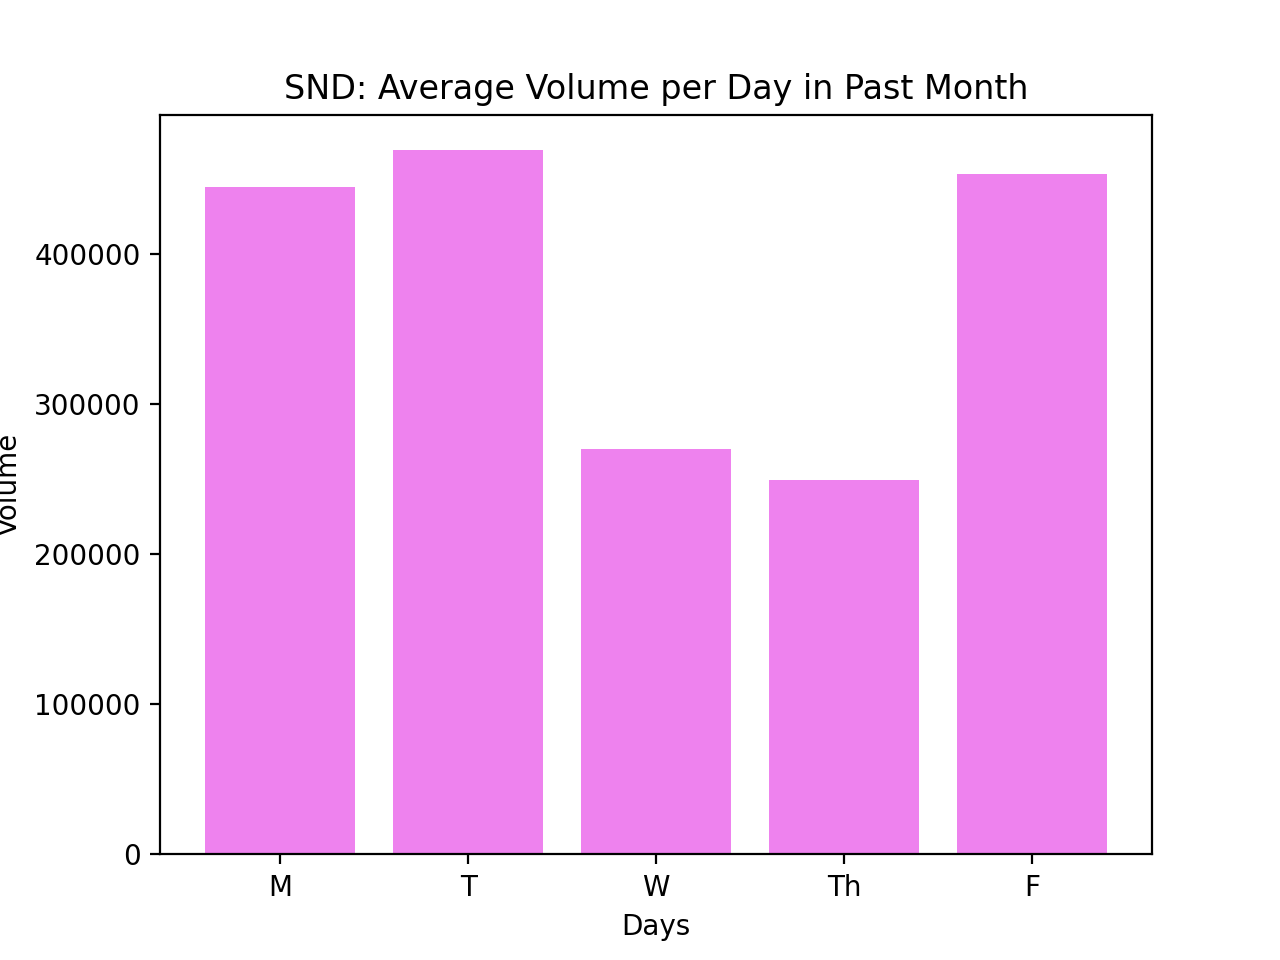 SND: Average Volume per Day in Past Month
400000
300000
200000
100000
0
Volume
M T W Th F
Days